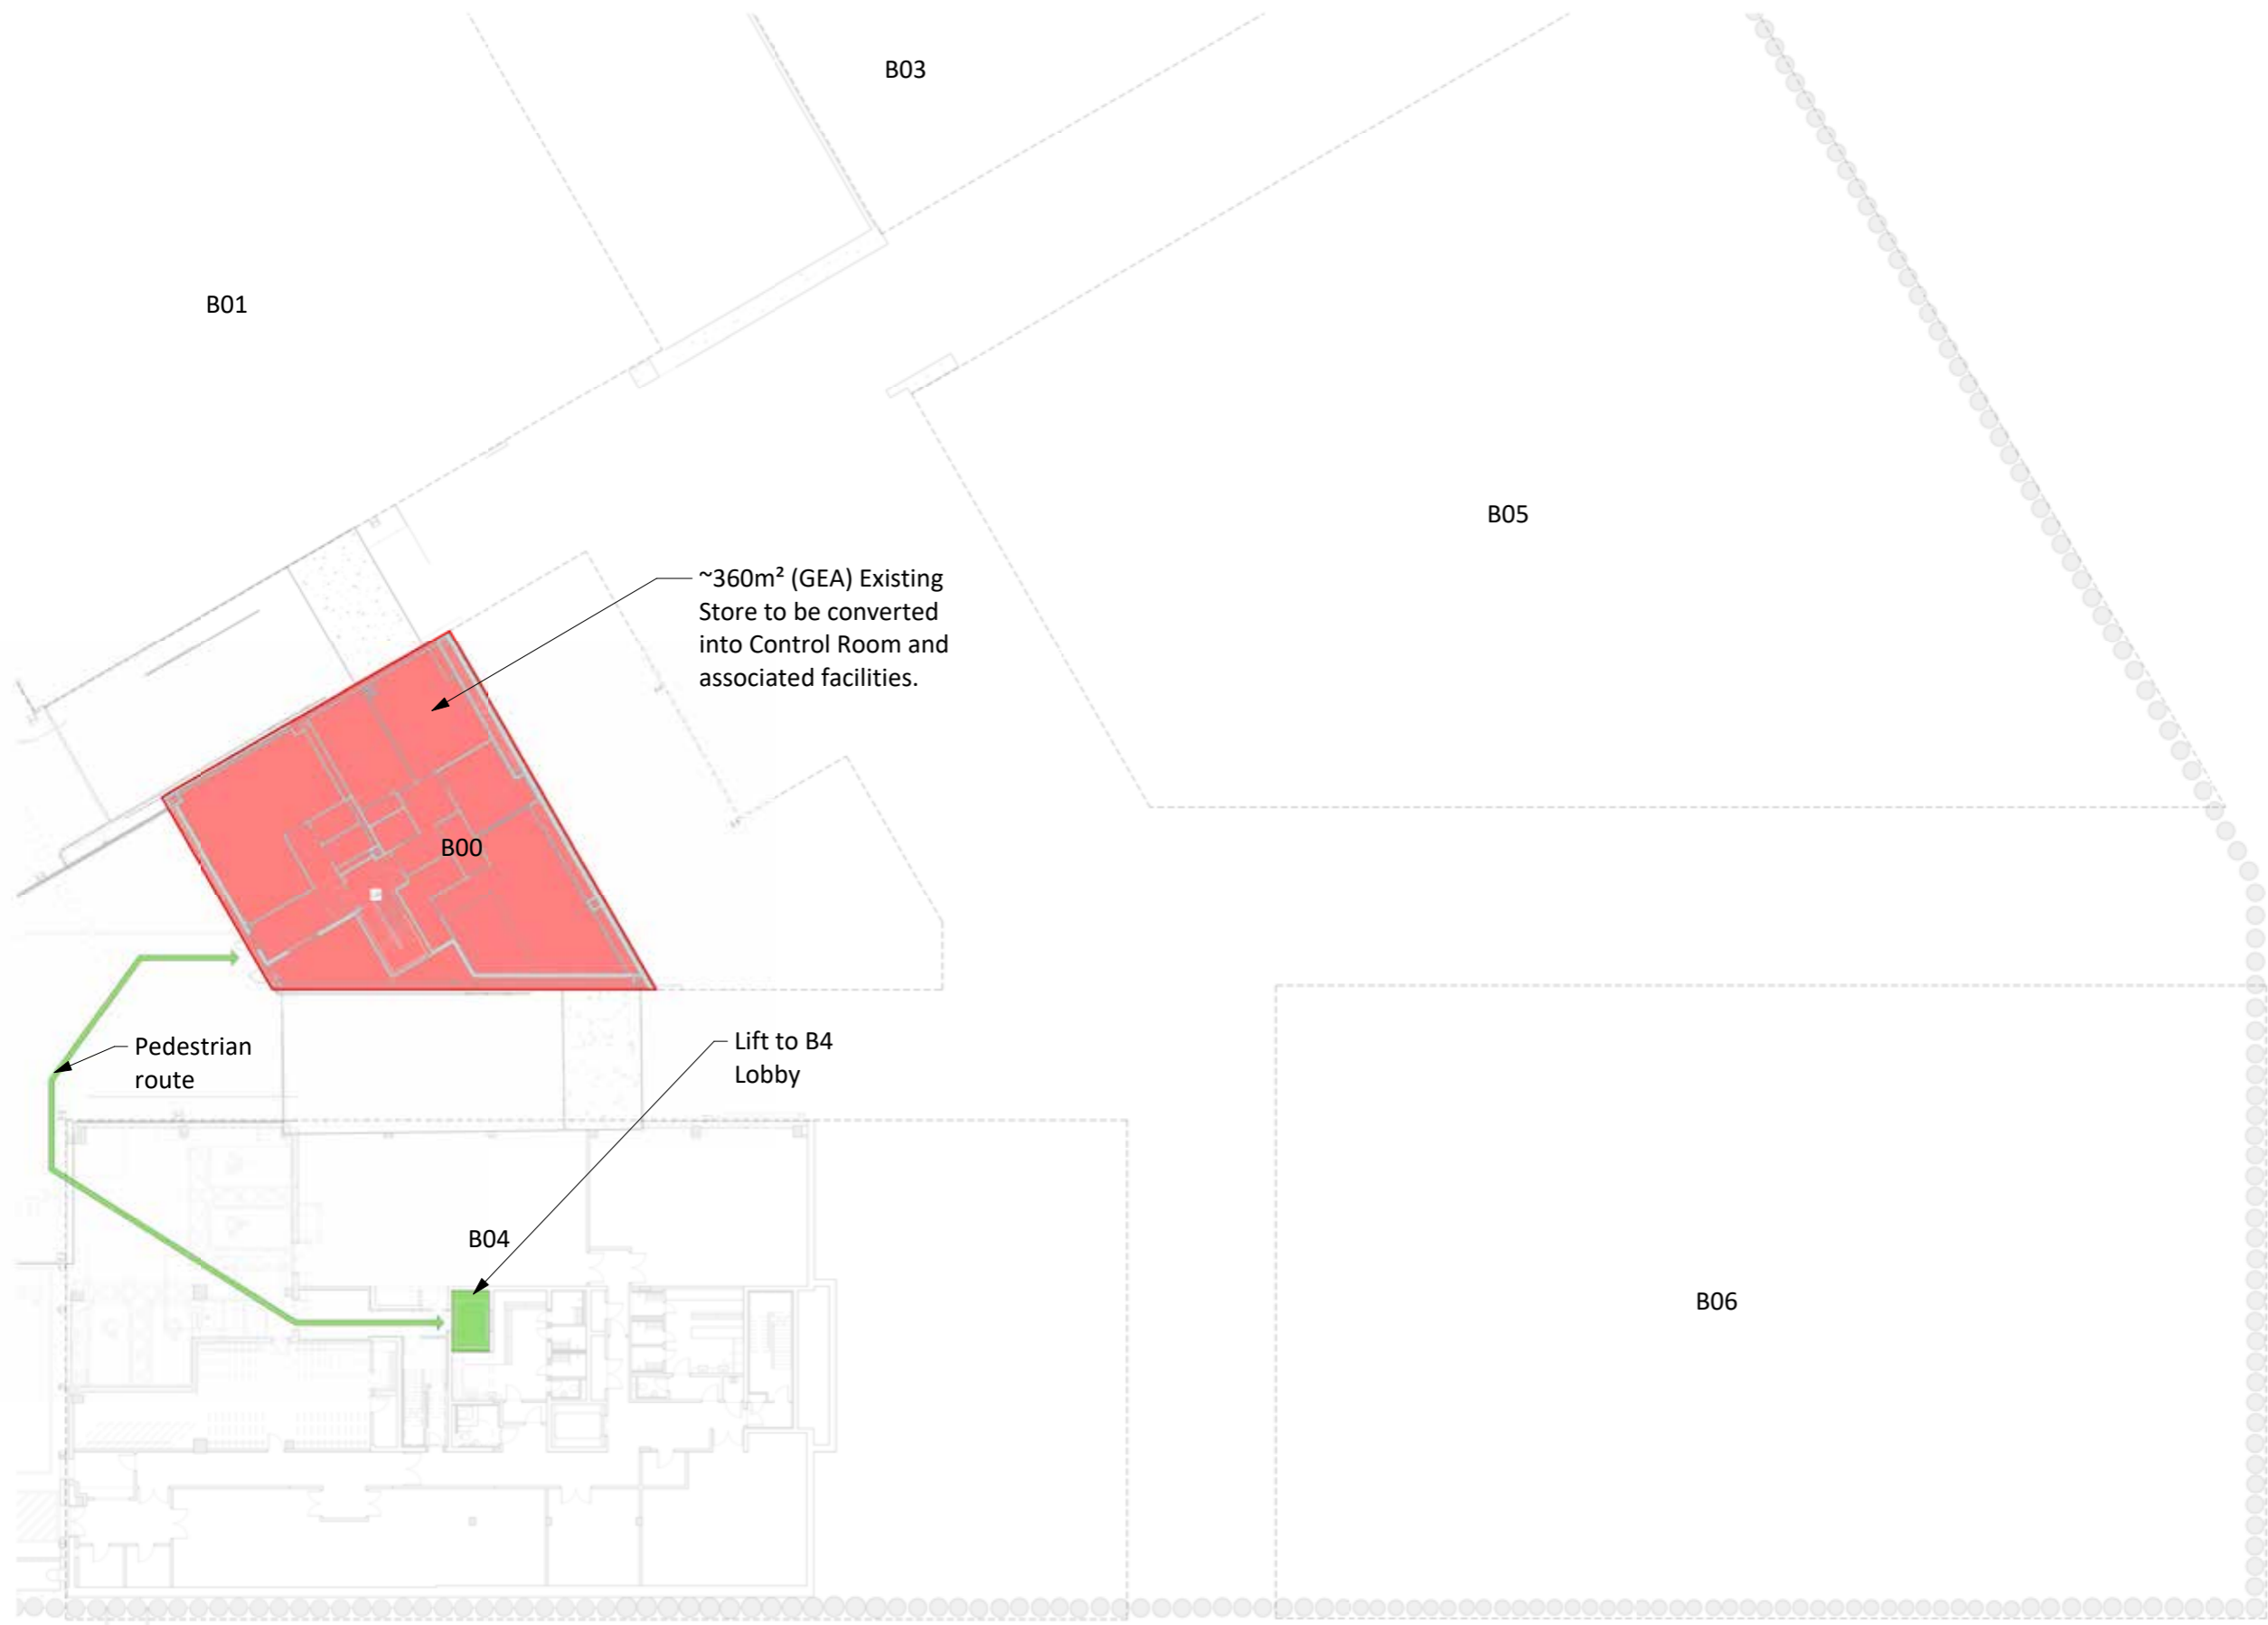 B03
B01
B05
~360m² (GEA) Existing
Store to be converted
into Control Room and
associated facilities.
B00
Pedestrian
route
Lift to B4
Lobby
B04
B06